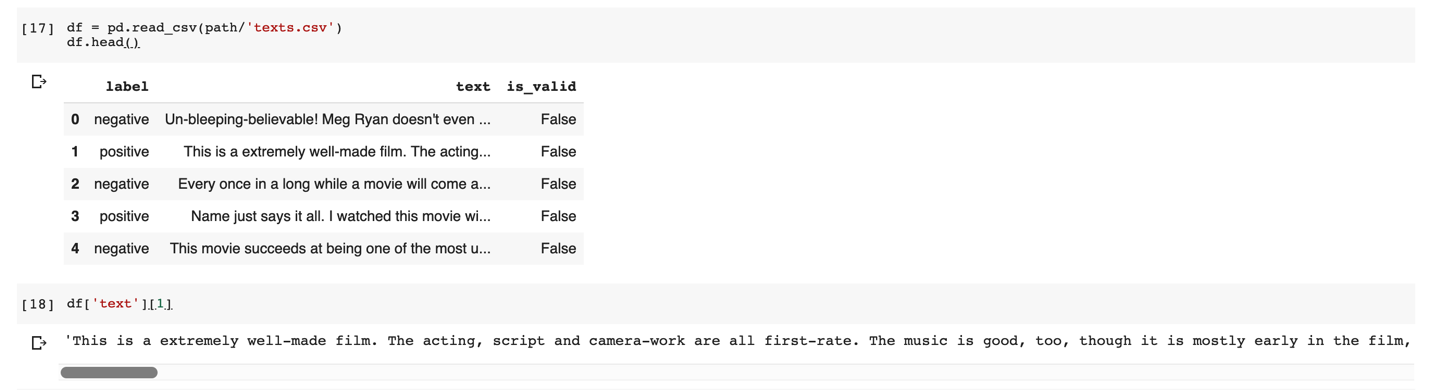 [17] df = pd.read_csv(path/'texts.csv')
df.head()
label text is_valid
0 negative Un-bleeping-believable! Meg Ryan doesn't even ... False
1 positive This is a extremely well-made film. The acting... False
2 negative Every once in a long while a movie will come a... False
3 positive Name just says it all. I watched this movie wi... False
4 negative This movie succeeds at being one of the most u... False
[18] df['text'][1]
'This is a extremely well-made film. The acting, script and camera-work are all first-rate. The music is good, too, though it is mostly early in the film,